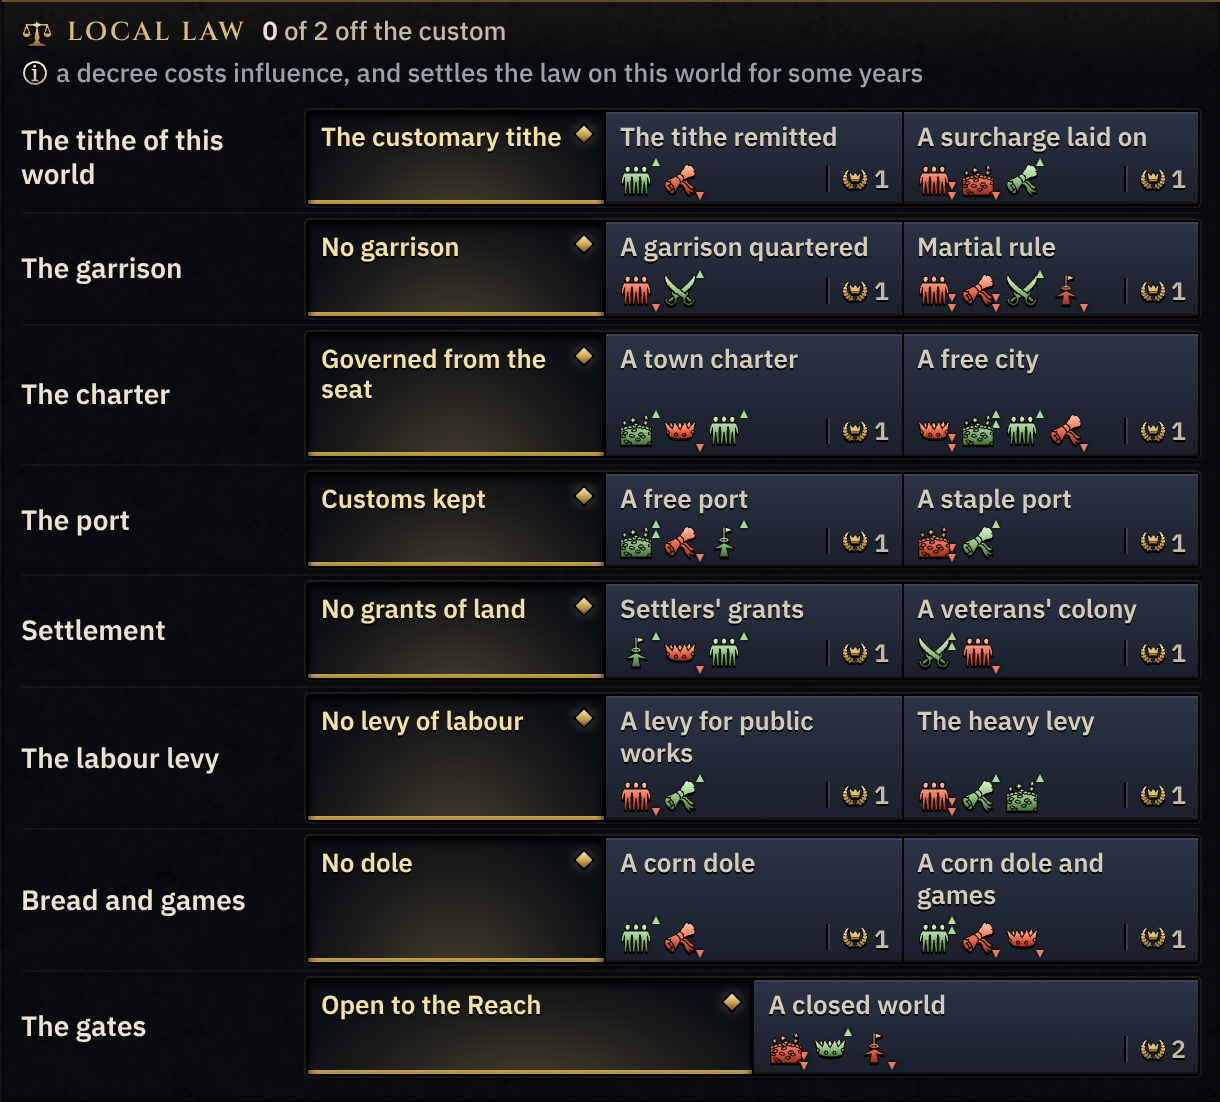 LOCAL LAW 0 of 2 off the custom
a decree costs influence, and settles the law on this world for some years
The tithe of this
world
The customary tithe
The tithe remitted
1
A surcharge laid on
1
The garrison
No garrison
A garrison quartered
1
Martial rule
1
The charter
Governed from the
seat
A town charter
1
A free city
1
The port
Customs kept
A free port
1
A staple port
1
Settlement
No grants of land
Settlers' grants
1
A veterans' colony
1
The labour levy
No levy of labour
A levy for public
works
1
The heavy levy
1
Bread and games
No dole
A corn dole
1
A corn dole and
games
1
The gates
Open to the Reach
A closed world
2